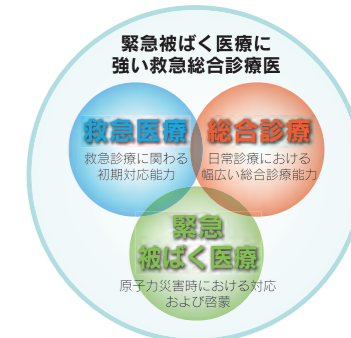 緊急被ばく医療に
強い救急総合診療医
救急医療
救急診療に関わる
初期対応能力
総合診療
日常診療における
幅広い総合診療能力
緊急
被ばく医療
原子力災害時における対応
および啓蒙